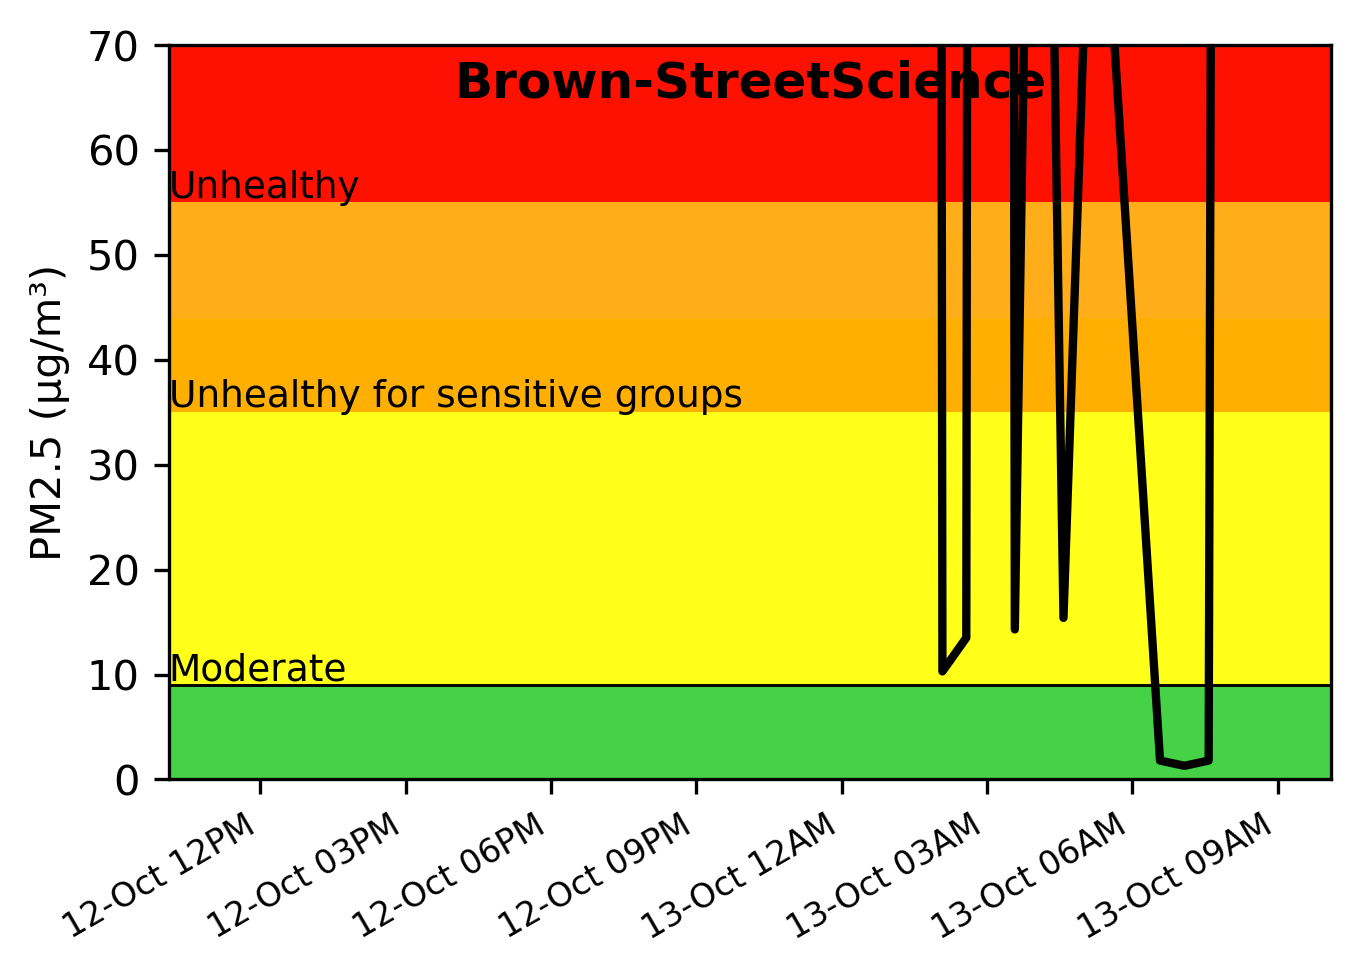 Brown-StreetScience
PM2.5 (µg/m³)
70
60
50
40
30
20
10
0
Unhealthy
Unhealthy for sensitive groups
Moderate
12-Oct 12PM
12-Oct 03PM
12-Oct 06PM
12-Oct 09PM
13-Oct 12AM
13-Oct 03AM
13-Oct 06AM
13-Oct 09AM